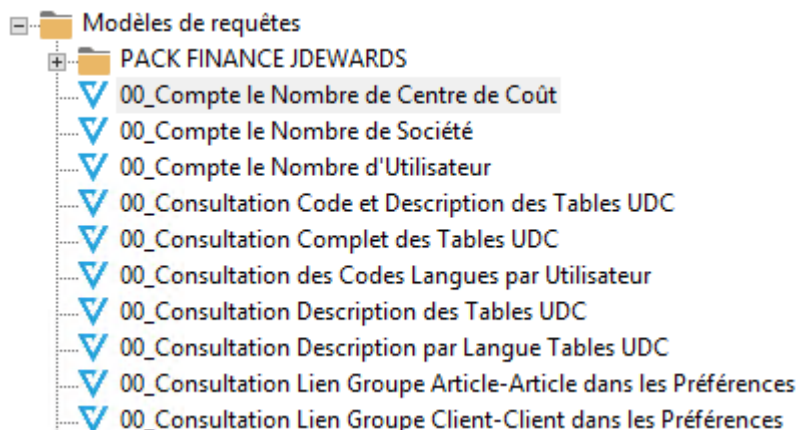 Modèles de requêtes
PACK FINANCE JDEWARDS
00_Compte le Nombre de Centre de Coût
00_Compte le Nombre de Société
00_Compte le Nombre d'Utilisateur
00_Consultation Code et Description des Tables UDC
00_Consultation Complet des Tables UDC
00_Consultation des Codes Langues par Utilisateur
00_Consultation Description des Tables UDC
00_Consultation Description par Langue Tables UDC
00_Consultation Lien Groupe Article-Article dans les Préférences
00_Consultation Lien Groupe Client-Client dans les Préférences